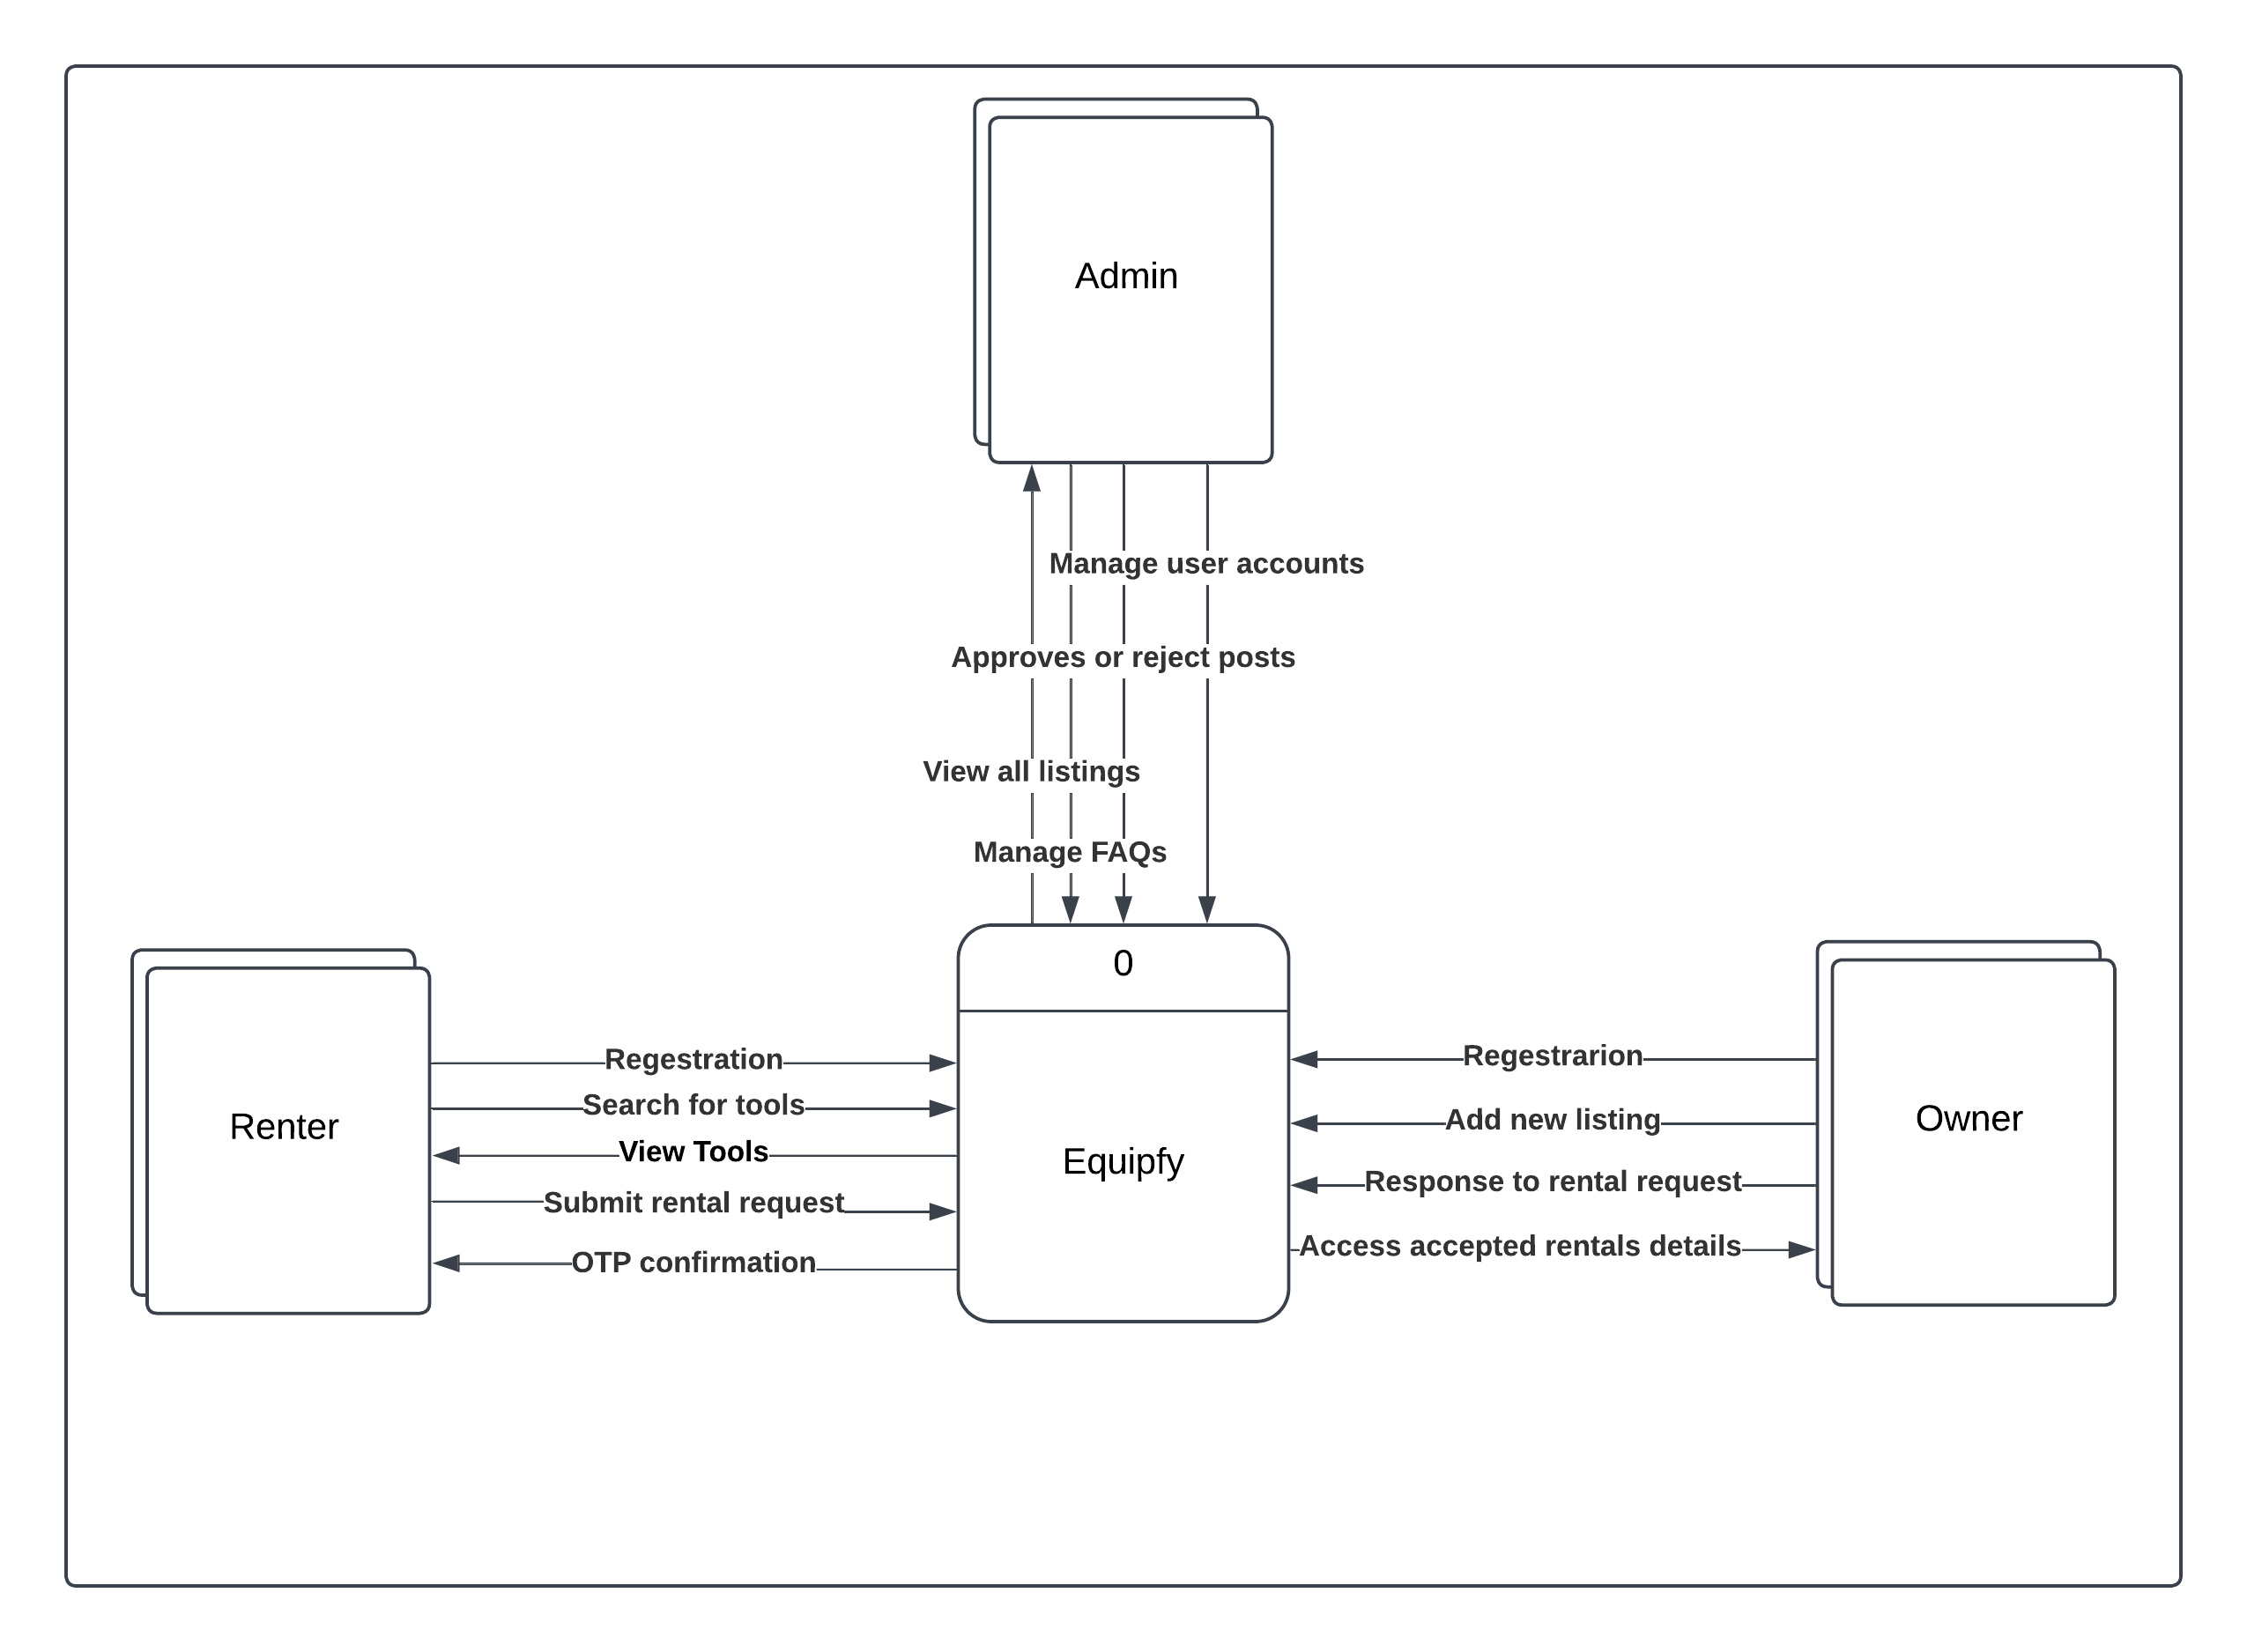 Admin
Manage user accounts
Approves or reject posts
View all listings
Manage FAQs
0
Equipfy
Renter
Regestration
Search for tools
View Tools
Submit rental request
OTP confirmation
Regestrarion
Add new listing
Response to rental request
Access accepted rentals details
Owner